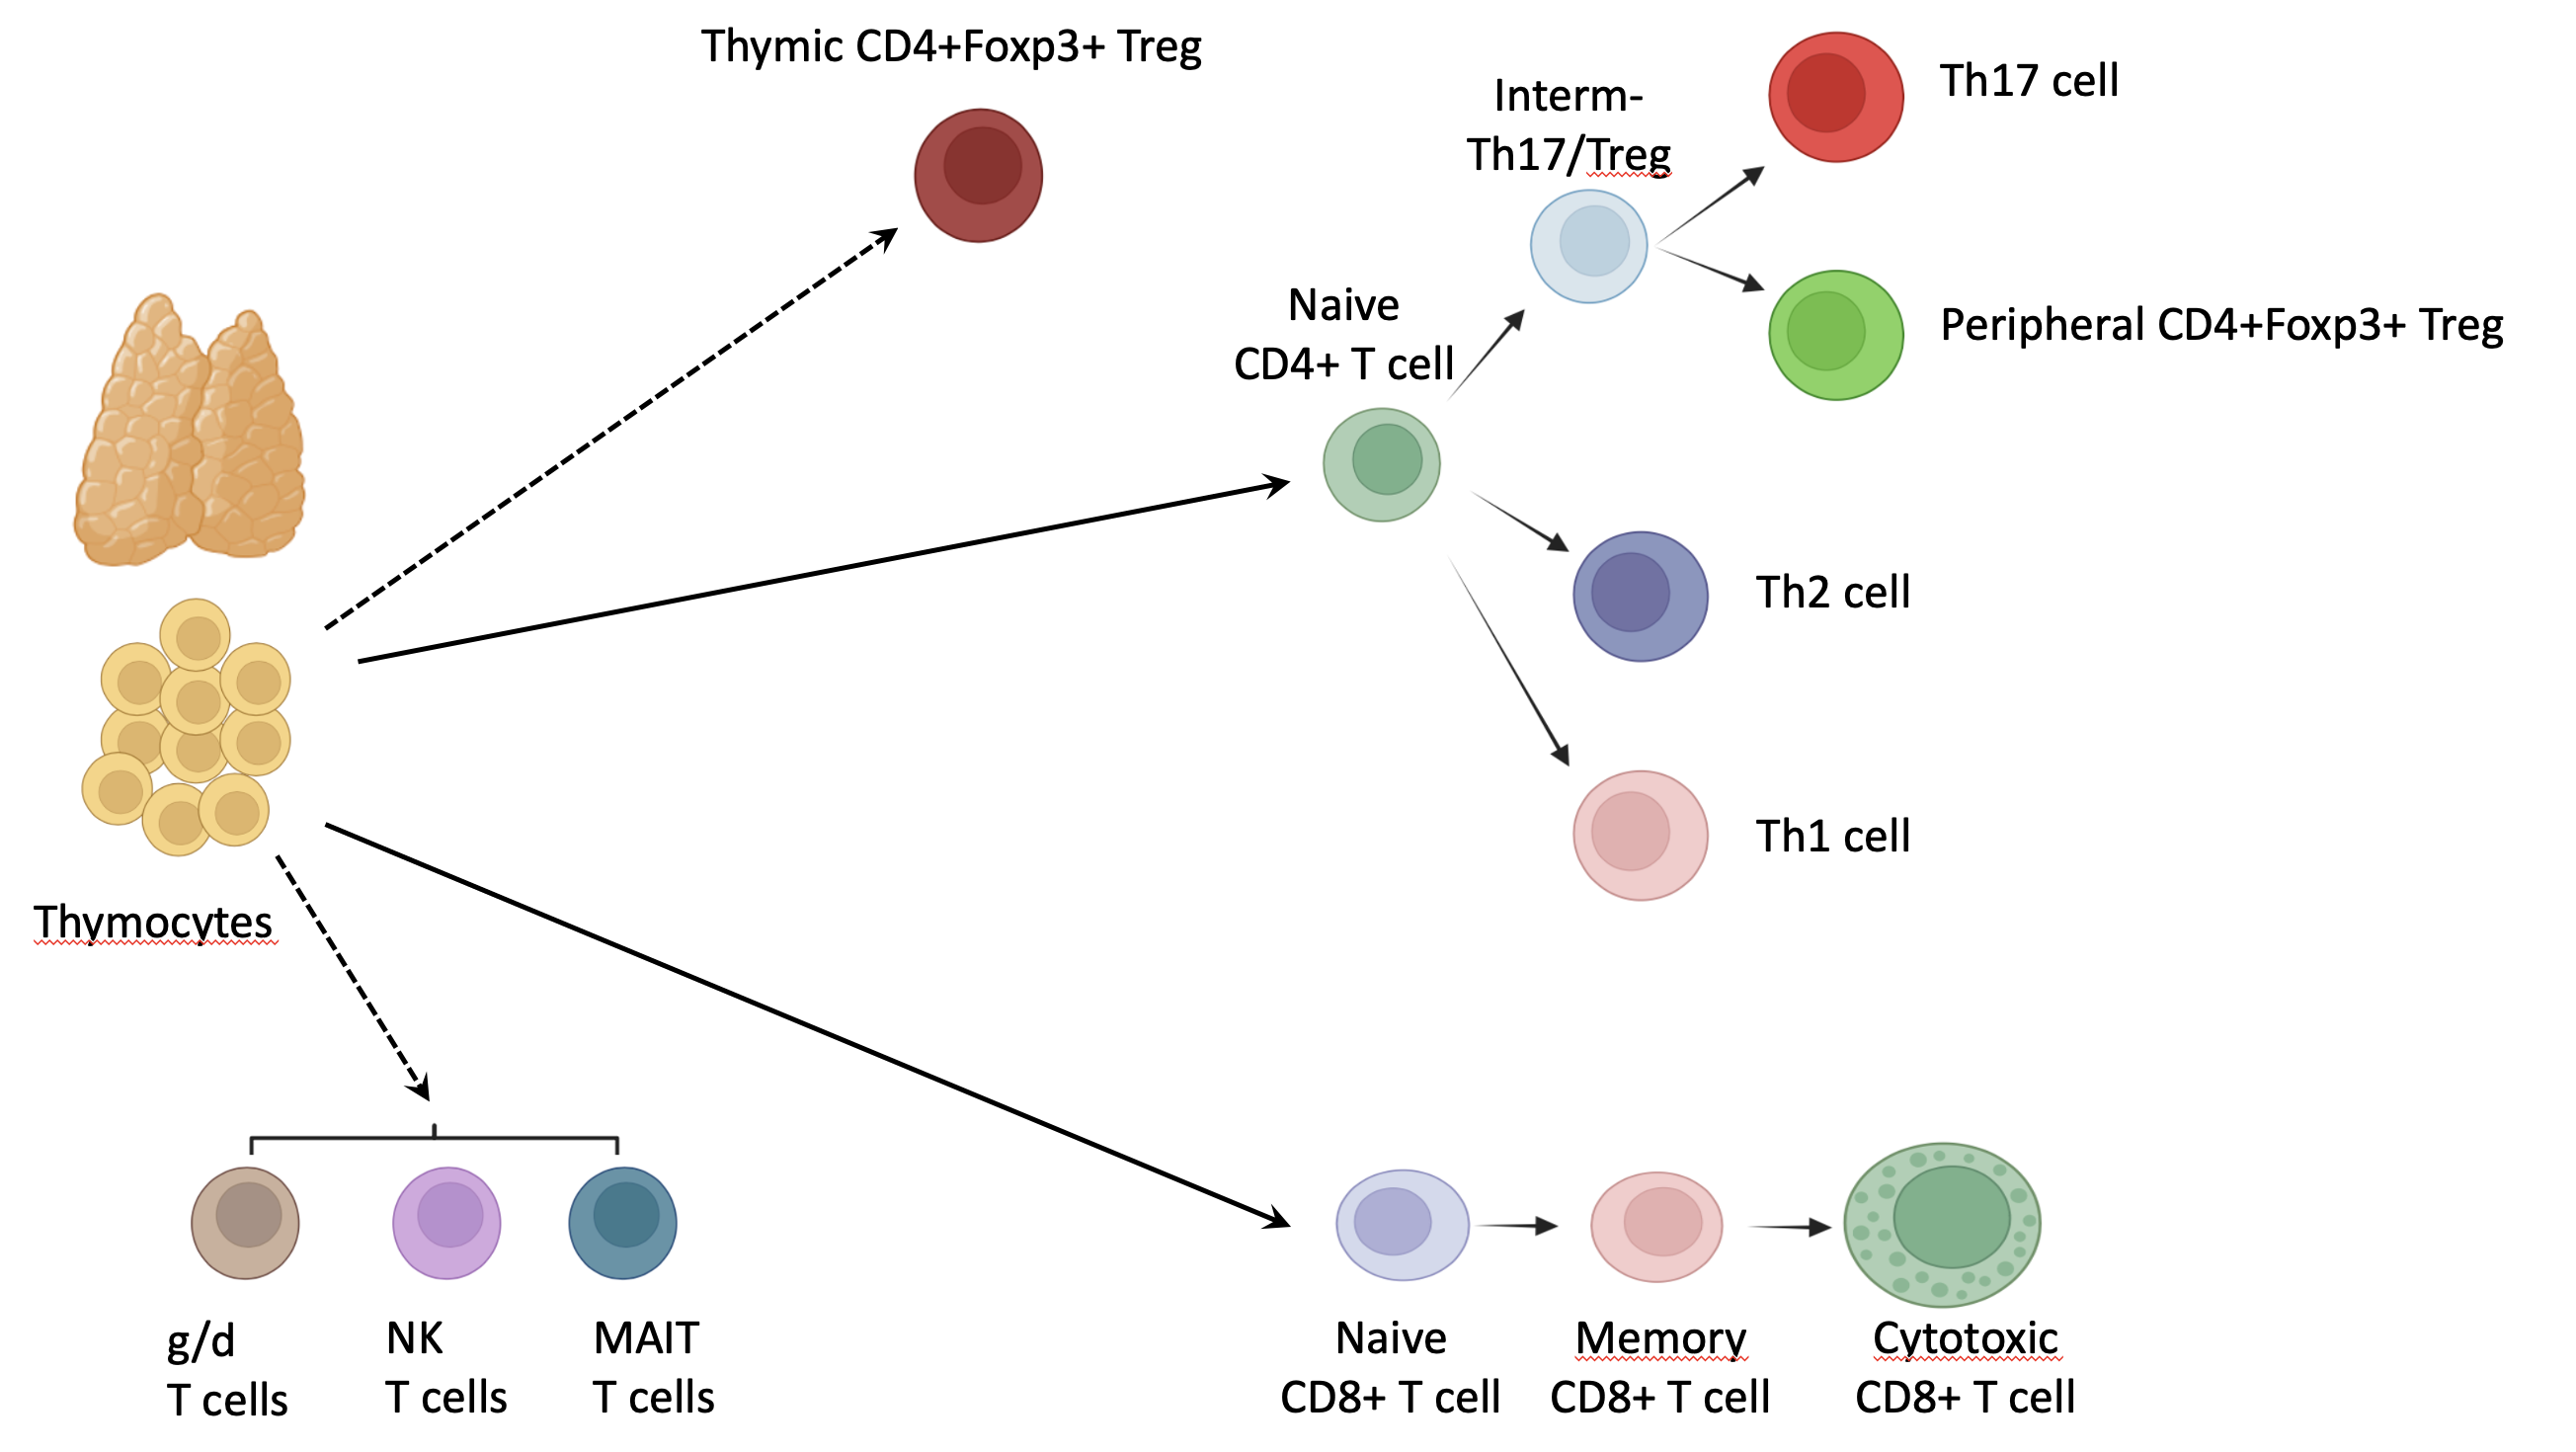 Thymic CD4+Foxp3+ Treg
Interm-
Th17/Treg
Th17 cell
Peripheral CD4+Foxp3+ Treg
Naive
CD4+ T cell
Th2 cell
Th1 cell
Thymocytes
g/d
T cells
NK
T cells
MAIT
T cells
Naive
CD8+ T cell
Memory
CD8+ T cell
Cytotoxic
CD8+ T cell